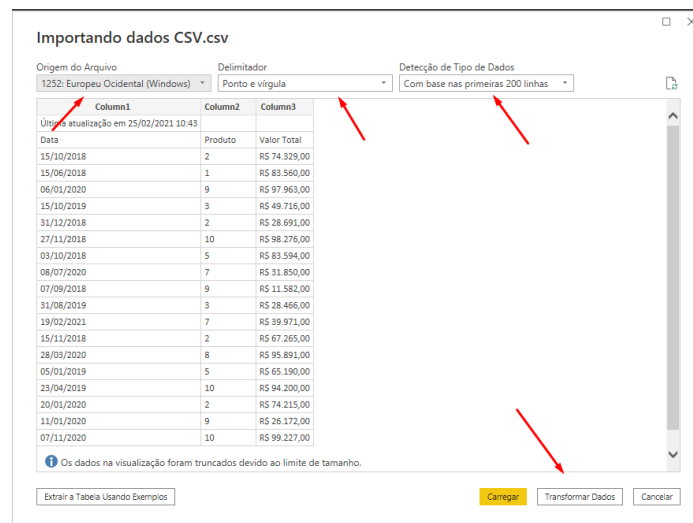 Importando dados CSV.csv
Origem do Arquivo Delimitador Detecção de Tipo de Dados
1252: Europeu Ocidental (Windows) Ponto e vírgula Com base nas primeiras 200 linhas
Column1 Column2 Column3
Última atualização em 25/02/2021 10:43
Data Produto Valor Total
15/10/2018 2 R$ 74.329,00
15/06/2018 1 R$ 83.560,00
06/01/2020 9 R$ 97.963,00
15/10/2019 3 R$ 49.716,00
31/12/2018 2 R$ 28.691,00
27/11/2018 10 R$ 98.276,00
03/10/2018 5 R$ 83.594,00
08/07/2020 7 R$ 31.850,00
07/09/2018 9 R$ 11.582,00
31/08/2019 3 R$ 28.466,00
19/02/2021 7 R$ 39.971,00
15/11/2018 2 R$ 67.265,00
28/03/2020 8 R$ 95.891,00
05/01/2019 5 R$ 65.190,00
23/04/2019 10 R$ 94.200,00
20/01/2020 2 R$ 74.215,00
11/01/2020 9 R$ 26.172,00
07/11/2020 10 R$ 99.227,00
Os dados na visualização foram truncados devido ao limite de tamanho.
Extrair a Tabela Usando Exemplos Carregar Transformar Dados Cancelar